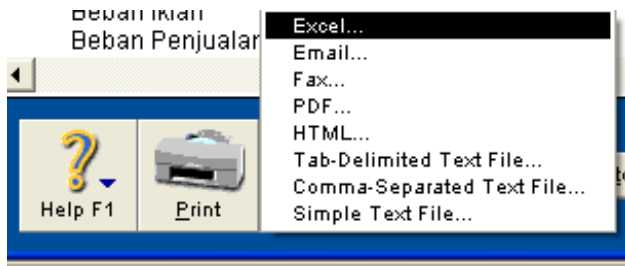 Beban Iklan
Beban Penjualan
Excel...
Email...
Fax...
PDF...
HTML...
Tab-Delimited Text File...
Comma-Separated Text File...
Simple Text File...
Help F1
Print